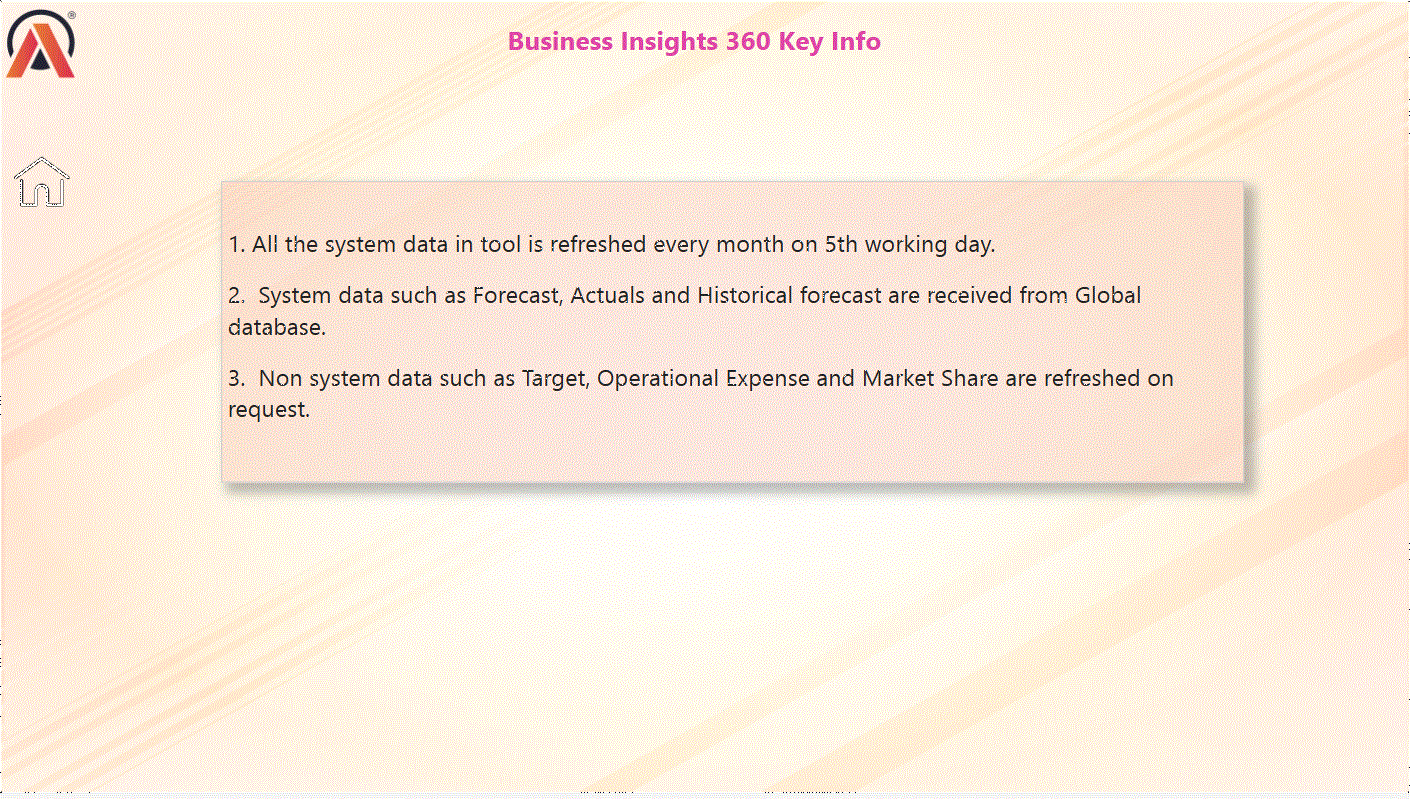 ®
Business Insights 360 Key Info
1. All the system data in tool is refreshed every month on 5th working day.
2. System data such as Forecast, Actuals and Historical forecast are received from Global
database.
3. Non system data such as Target, Operational Expense and Market Share are refreshed on
request.